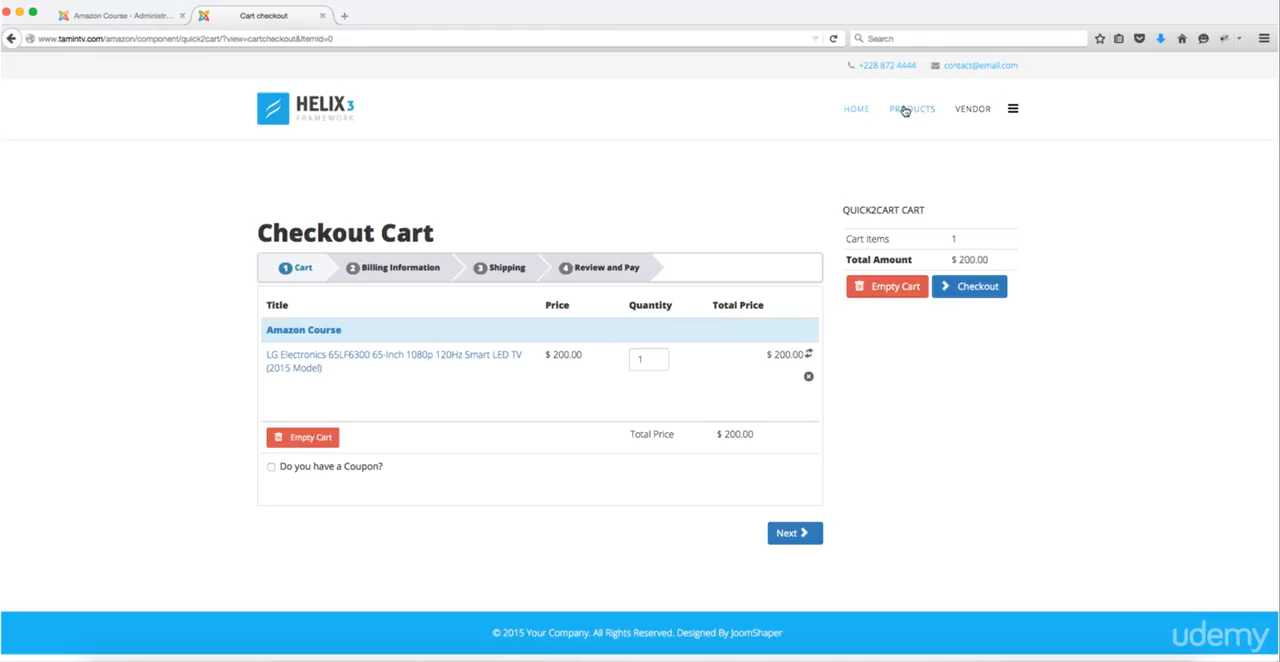 Amazon Course - Administr...
Cart checkout
www.tamintv.com/amazon/component/quick2cart/?view=cartcheckout&Itemid=0
Search
+228 872 4444
contact@email.com
HELIX 3
FRAMEWORK
HOME
PRODUCTS
VENDOR
Checkout Cart
1 Cart
2 Billing Information
3 Shipping
4 Review and Pay
QUICK2CART CART
Cart Items 1
Total Amount $ 200.00
Empty Cart
Checkout
Title Price Quantity Total Price
Amazon Course
LG Electronics 65LF6300 65-Inch 1080p 120Hz Smart LED TV $ 200.00 1 $ 200.00
(2015 Model)
Empty Cart
Total Price $ 200.00
Do you have a Coupon?
Next
© 2015 Your Company. All Rights Reserved. Designed By JoomShaper
udemy